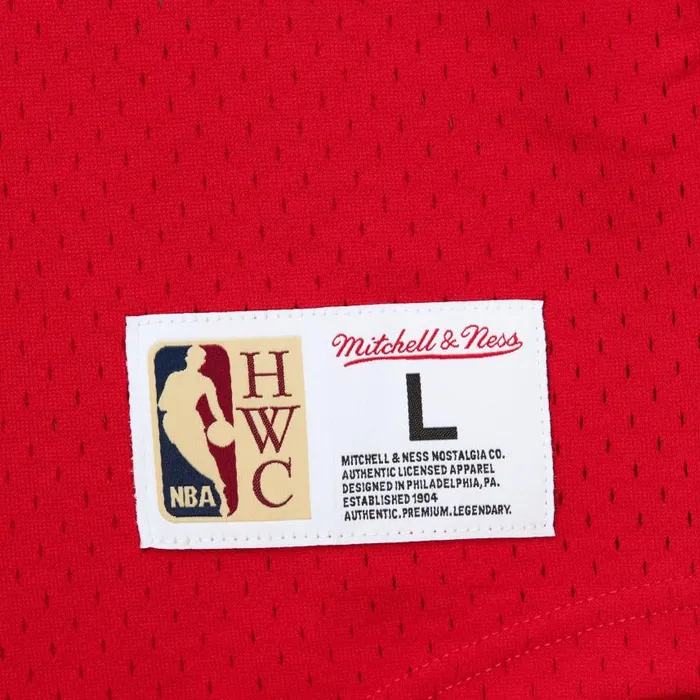 NBA
H
W
C
Mitchell & Ness
L
MITCHELL & NESS NOSTALGIA CO.
AUTHENTIC LICENSED APPAREL
DESIGNED IN PHILADELPHIA, PA.
ESTABLISHED 1904
AUTHENTIC.PREMIUM.LEGENDARY.